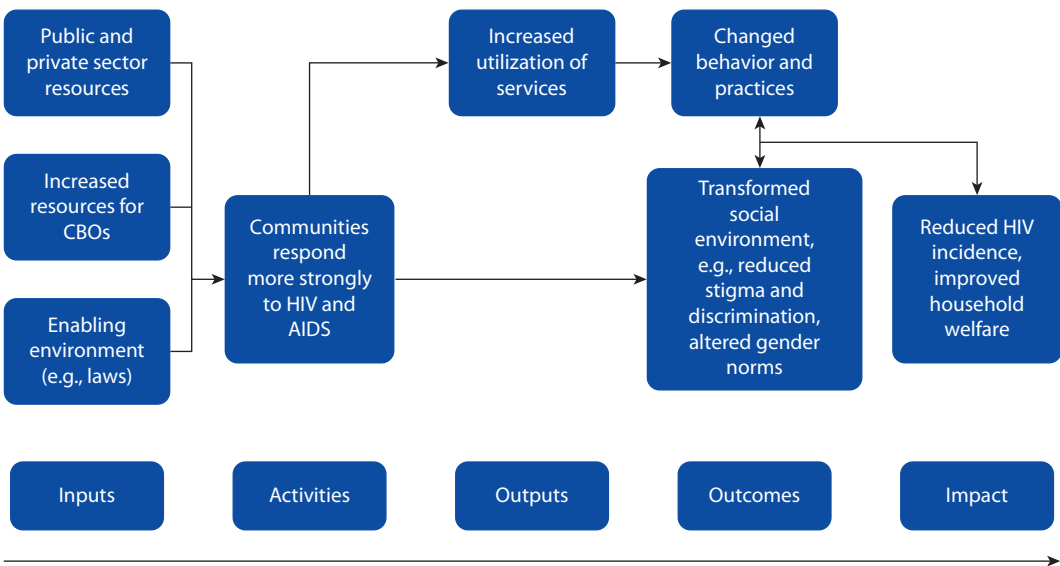 Public and
private sector
resources
Increased
resources for
CBOs
Enabling
environment
(e.g., laws)
Communities
respond
more strongly
to HIV and
AIDS
Increased
utilization of
services
Changed
behavior and
practices
Transformed
social
environment,
e.g., reduced
stigma and
discrimination,
altered gender
norms
Reduced HIV
incidence,
improved
household
welfare
Inputs
Activities
Outputs
Outcomes
Impact